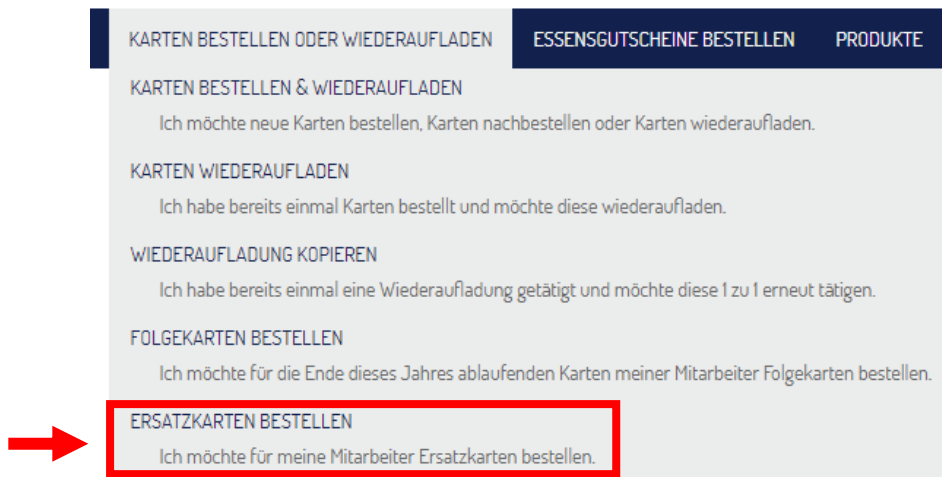 KARTEN BESTELLEN ODER WIEDERAUFLADEN ESSENSGUTSCHEINE BESTELLEN PRODUKTE
KARTEN BESTELLEN & WIEDERAUFLADEN
Ich möchte neue Karten bestellen, Karten nachbestellen oder Karten wiederaufladen.
KARTEN WIEDERAUFLADEN
Ich habe bereits einmal Karten bestellt und möchte diese wiederaufladen.
WIEDERAUFLADUNG KOPIEREN
Ich habe bereits einmal eine Wiederaufladung getätigt und möchte diese 1 zu 1 erneut tätigen.
FOLGEKARTEN BESTELLEN
Ich möchte für die Ende dieses Jahres ablaufenden Karten meiner Mitarbeiter Folgekarten bestellen.
ERSATZKARTEN BESTELLEN
Ich möchte für meine Mitarbeiter Ersatzkarten bestellen.